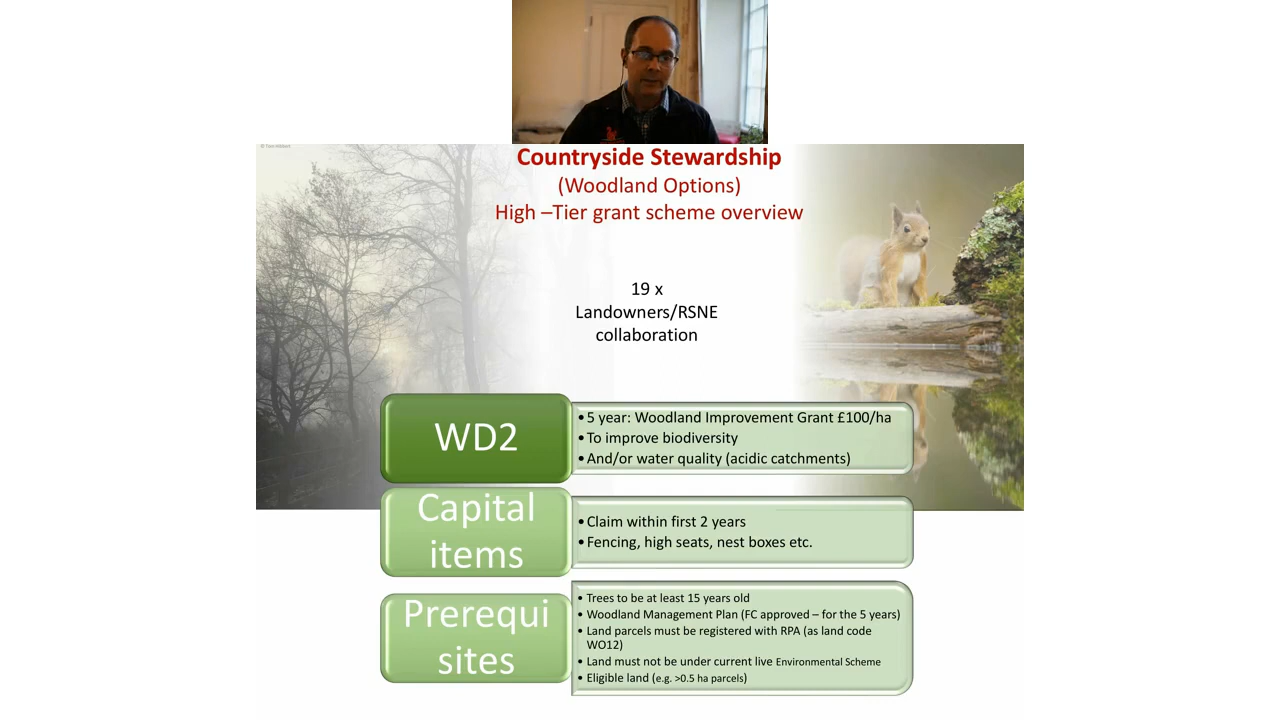 © Tom Hibbert
Countryside Stewardship
(Woodland Options)
High –Tier grant scheme overview
19 x
Landowners/RSNE
collaboration
WD2
•5 year: Woodland Improvement Grant £100/ha
•To improve biodiversity
•And/or water quality (acidic catchments)
Capital
items
•Claim within first 2 years
•Fencing, high seats, nest boxes etc.
Prerequi
sites
• Trees to be at least 15 years old
• Woodland Management Plan (FC approved – for the 5 years)
• Land parcels must be registered with RPA (as land code
WO12)
• Land must not be under current live Environmental Scheme
• Eligible land (e.g. >0.5 ha parcels)